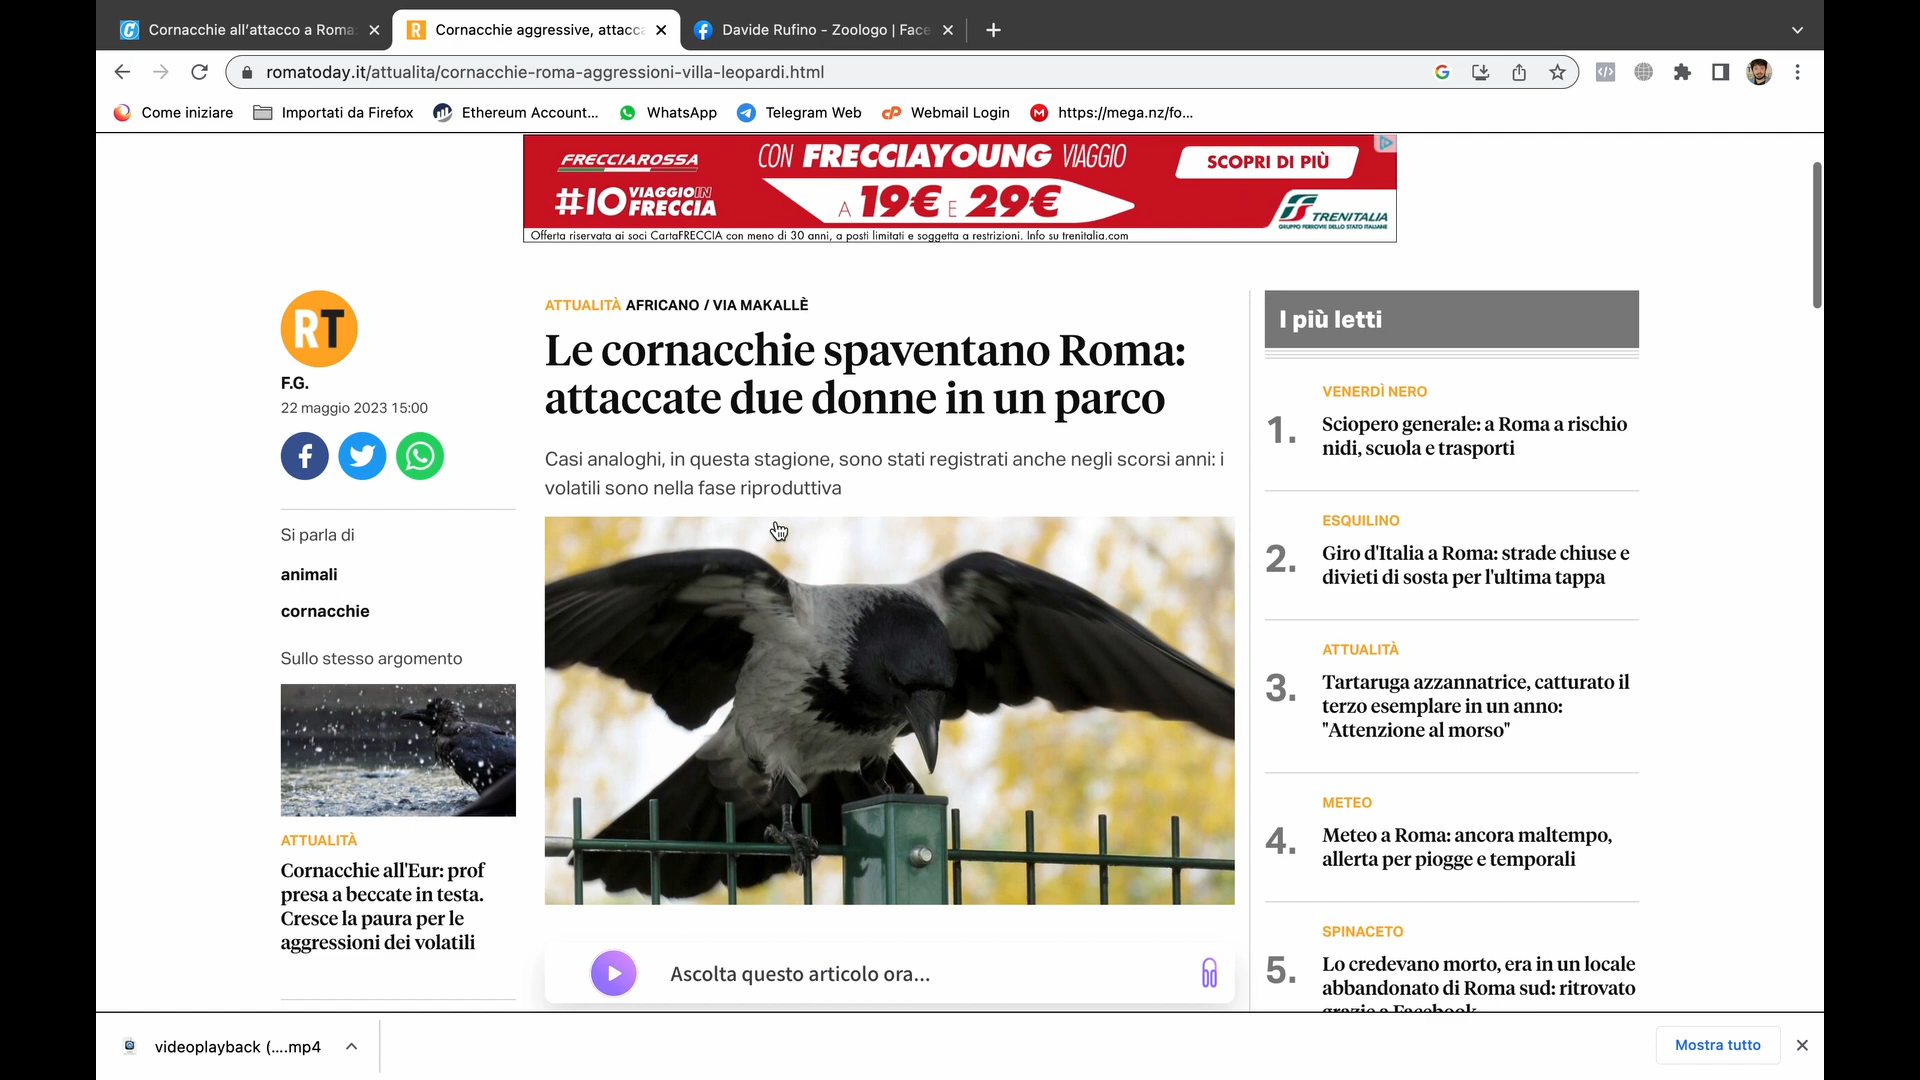 Cornacchie all'attacco a Roma:
Cornacchie aggressive, attacca
Davide Rufino - Zoologo | Face
romatoday.it/attualita/cornacchie-roma-aggressioni-villa-leopardi.html
Come iniziare
Importati da Firefox
Ethereum Account...
WhatsApp
Telegram Web
Webmail Login
https://mega.nz/fo...
FRECCIAROSSA
#IO VIAGGIO IN FRECCIA
CON FRECCIAYOUNG VIAGGIO
A 19€ E 29€
SCOPRI DI PIÙ
TRENITALIA
GRUPPO FERROVIE DELLO STATO ITALIANE
Offerta riservata ai soci CartaFRECCIA con meno di 30 anni, a posti limitati e soggetta a restrizioni. Info su trenitalia.com
RT
F.G.
22 maggio 2023 15:00
Si parla di
animali
cornacchie
Sullo stesso argomento
ATTUALITÀ
Cornacchie all'Eur: prof
presa a beccate in testa.
Cresce la paura per le
aggressioni dei volatili
ATTUALITÀ AFRICANO / VIA MAKALLÈ
Le cornacchie spaventano Roma:
attaccate due donne in un parco
Casi analoghi, in questa stagione, sono stati registrati anche negli scorsi anni: i
volatili sono nella fase riproduttiva
Ascolta questo articolo ora...
I più letti
VENERDÌ NERO
1. Sciopero generale: a Roma a rischio
nidi, scuola e trasporti
ESQUILINO
2. Giro d'Italia a Roma: strade chiuse e
divieti di sosta per l'ultima tappa
ATTUALITÀ
3. Tartaruga azzannatrice, catturato il
terzo esemplare in un anno:
"Attenzione al morso"
METEO
4. Meteo a Roma: ancora maltempo,
allerta per piogge e temporali
SPINACETO
5. Lo credevano morto, era in un locale
abbandonato di Roma sud: ritrovato
grazie a Facebook
videoplayback (....mp4
Mostra tutto